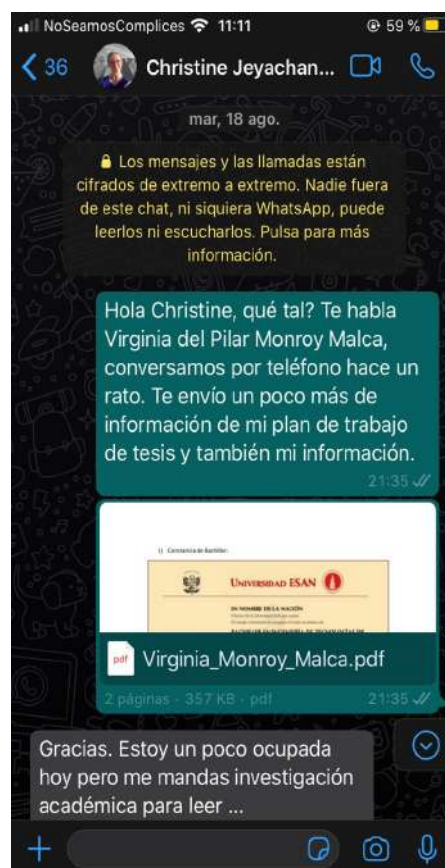 NoSeamosComplices 11:11 59 %
36 Christine Jeyachan...
mar, 18 ago.
Los mensajes y las llamadas están
cifrados de extremo a extremo. Nadie fuera
de este chat, ni siquiera WhatsApp, puede
leerlos ni escucharlos. Pulsa para más
información.
Hola Christine, qué tal? Te habla
Virginia del Pilar Monroy Malca,
conversamos por teléfono hace un
rato. Te envío un poco más de
información de mi plan de trabajo
de tesis y también mi información.
21:35
1) Constancia de Bachiller:
UNIVERSIDAD ESAN
EN NOMBRE DE LA NACIÓN
pdf Virginia_Monroy_Malca.pdf
2 páginas · 357 KB · pdf 21:35
Gracias. Estoy un poco ocupada
hoy pero me mandas investigación
académica para leer ...